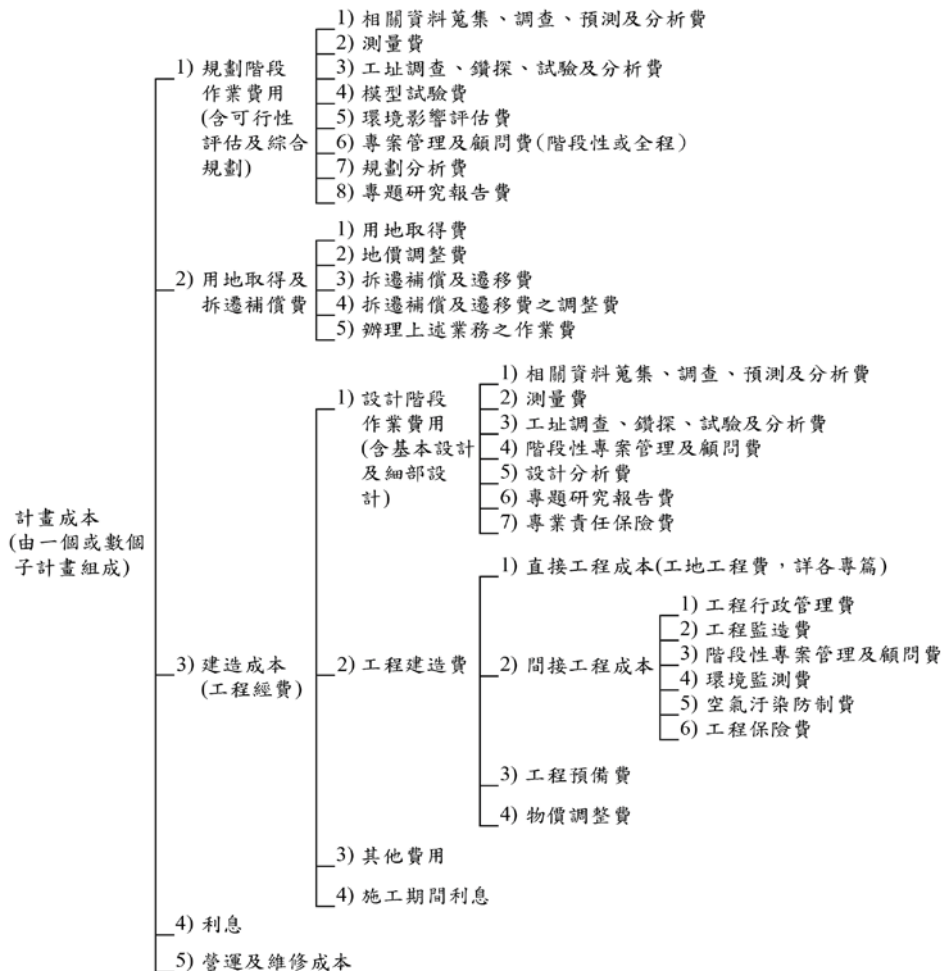 計畫成本
(由一個或數個
子計畫組成)
1) 規劃階段
作業費用
(含可行性
評估及綜合
規劃)
1) 相關資料蒐集、調查、預測及分析費
2) 測量費
3) 工址調查、鑽探、試驗及分析費
4) 模型試驗費
5) 環境影響評估費
6) 專案管理及顧問費(階段性或全程)
7) 規劃分析費
8) 專題研究報告費
2) 用地取得及
拆遷補償費
1) 用地取得費
2) 地價調整費
3) 拆遷補償及遷移費
4) 拆遷補償及遷移費之調整費
5) 辦理上述業務之作業費
3) 建造成本
(工程經費)
1) 設計階段
作業費用
(含基本設計
及細部設
計)
1) 相關資料蒐集、調查、預測及分析費
2) 測量費
3) 工址調查、鑽探、試驗及分析費
4) 階段性專案管理及顧問費
5) 設計分析費
6) 專題研究報告費
7) 專業責任保險費
2) 工程建造費
1) 直接工程成本(工地工程費，詳各專篇)
2) 間接工程成本
1) 工程行政管理費
2) 工程監造費
3) 階段性專案管理及顧問費
4) 環境監測費
5) 空氣汙染防制費
6) 工程保險費
3) 工程預備費
4) 物價調整費
3) 其他費用
4) 施工期間利息
4) 利息
5) 營運及維修成本